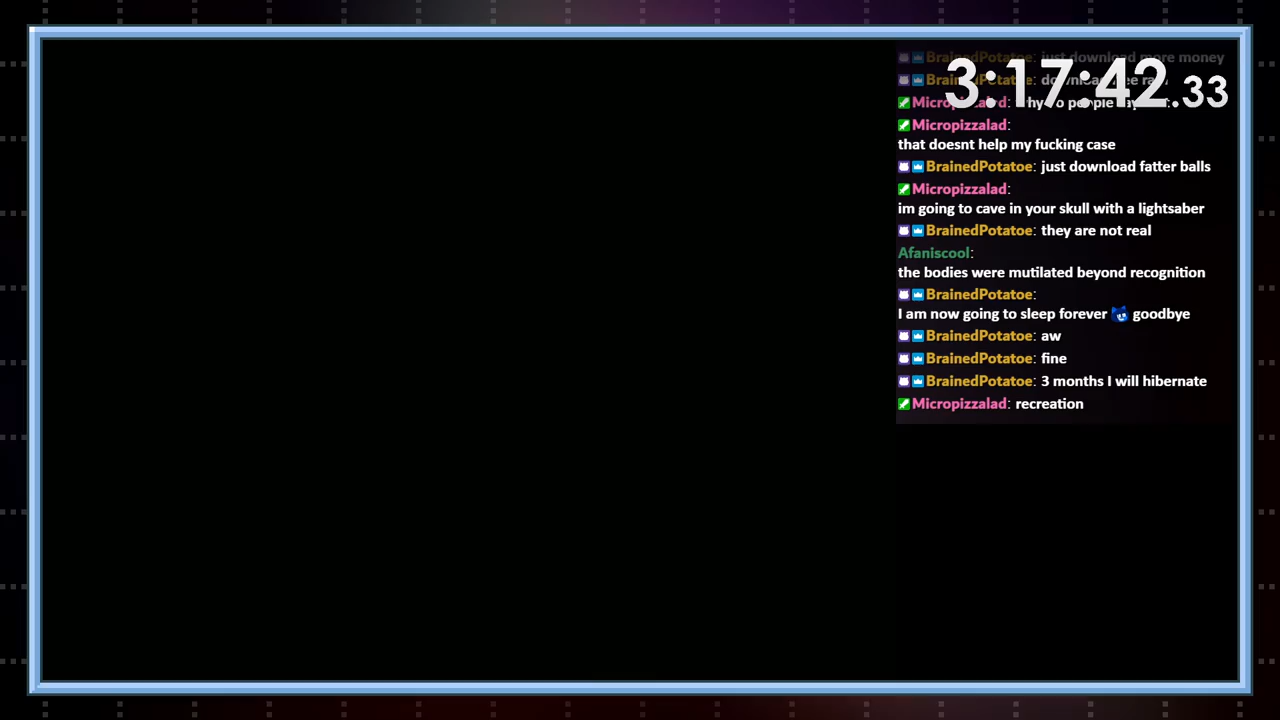 BrainedPotatoe: just download more money
3:17:42.33
BrainedPotatoe:
Micropizzalad:
Micropizzalad:
that doesnt help my fucking case
BrainedPotatoe: just download fatter balls
Micropizzalad:
im going to cave in your skull with a lightsaber
BrainedPotatoe: they are not real
Afaniscool:
the bodies were mutilated beyond recognition
BrainedPotatoe:
I am now going to sleep forever goodbye
BrainedPotatoe: aw
BrainedPotatoe: fine
BrainedPotatoe: 3 months I will hibernate
Micropizzalad: recreation